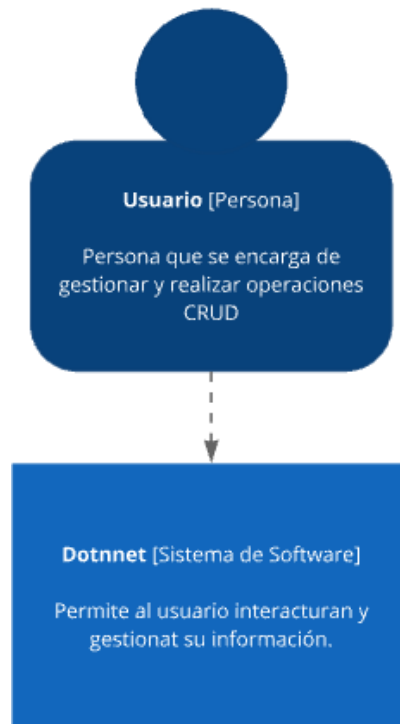 Usuario [Persona]
Persona que se encarga de
gestionar y realizar operaciones
CRUD
Dotnnet [Sistema de Software]
Permite al usuario interacturan y
gestionat su información.